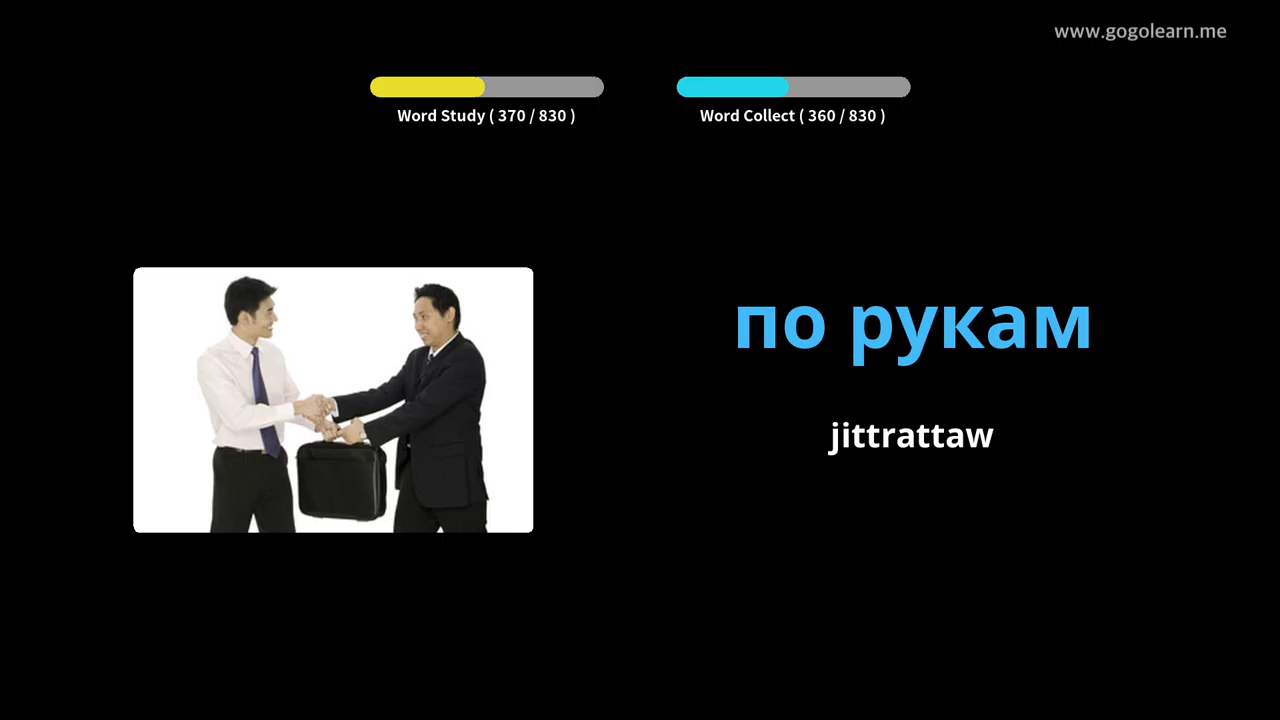 www.gogolearn.me
Word Study ( 370 / 830 )
Word Collect ( 360 / 830 )
по рукам
jittrattaw